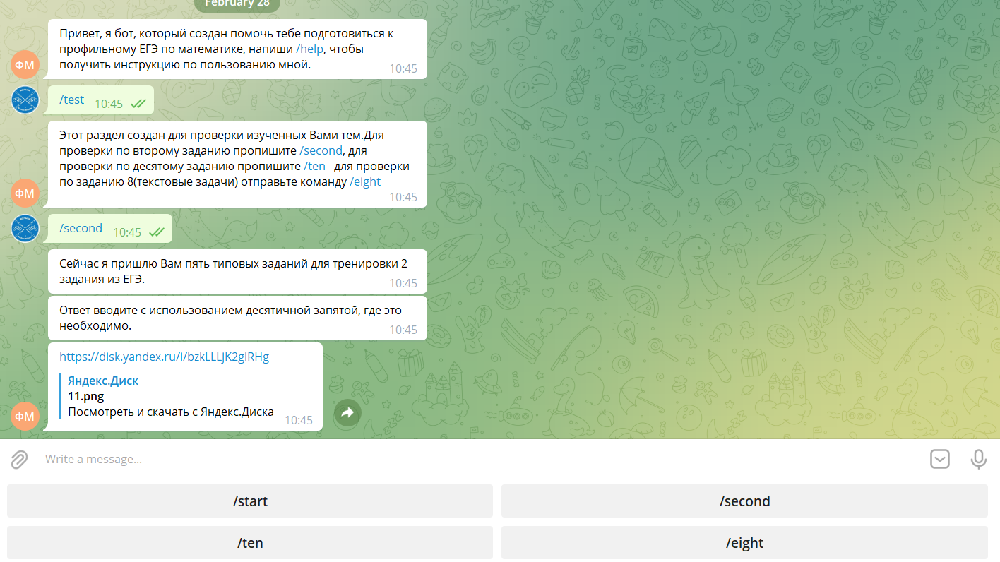 February 28
Привет, я бот, который создан помочь тебе подготовиться к
профильному ЕГЭ по математике, напиши /help, чтобы
получить инструкцию по пользованию мной.
10:45
ФМ
/test 10:45
Этот раздел создан для проверки изученных Вами тем.Для
проверки по второму заданию пропишите /second, для
проверки по десятому заданию пропишите /ten для проверки
по заданию 8(текстовые задачи) отправьте команду /eight
10:45
ФМ
/second 10:45
Сейчас я пришлю Вам пять типовых заданий для тренировки 2
задания из ЕГЭ.
10:45
Ответ вводите с использованием десятичной запятой, где это
необходимо.
10:45
https://disk.yandex.ru/i/bzkLLLjK2glRHg
Яндекс.Диск
11.png
Посмотреть и скачать с Яндекс.Диска
10:45
ФМ
Write a message...
/start
/second
/ten
/eight